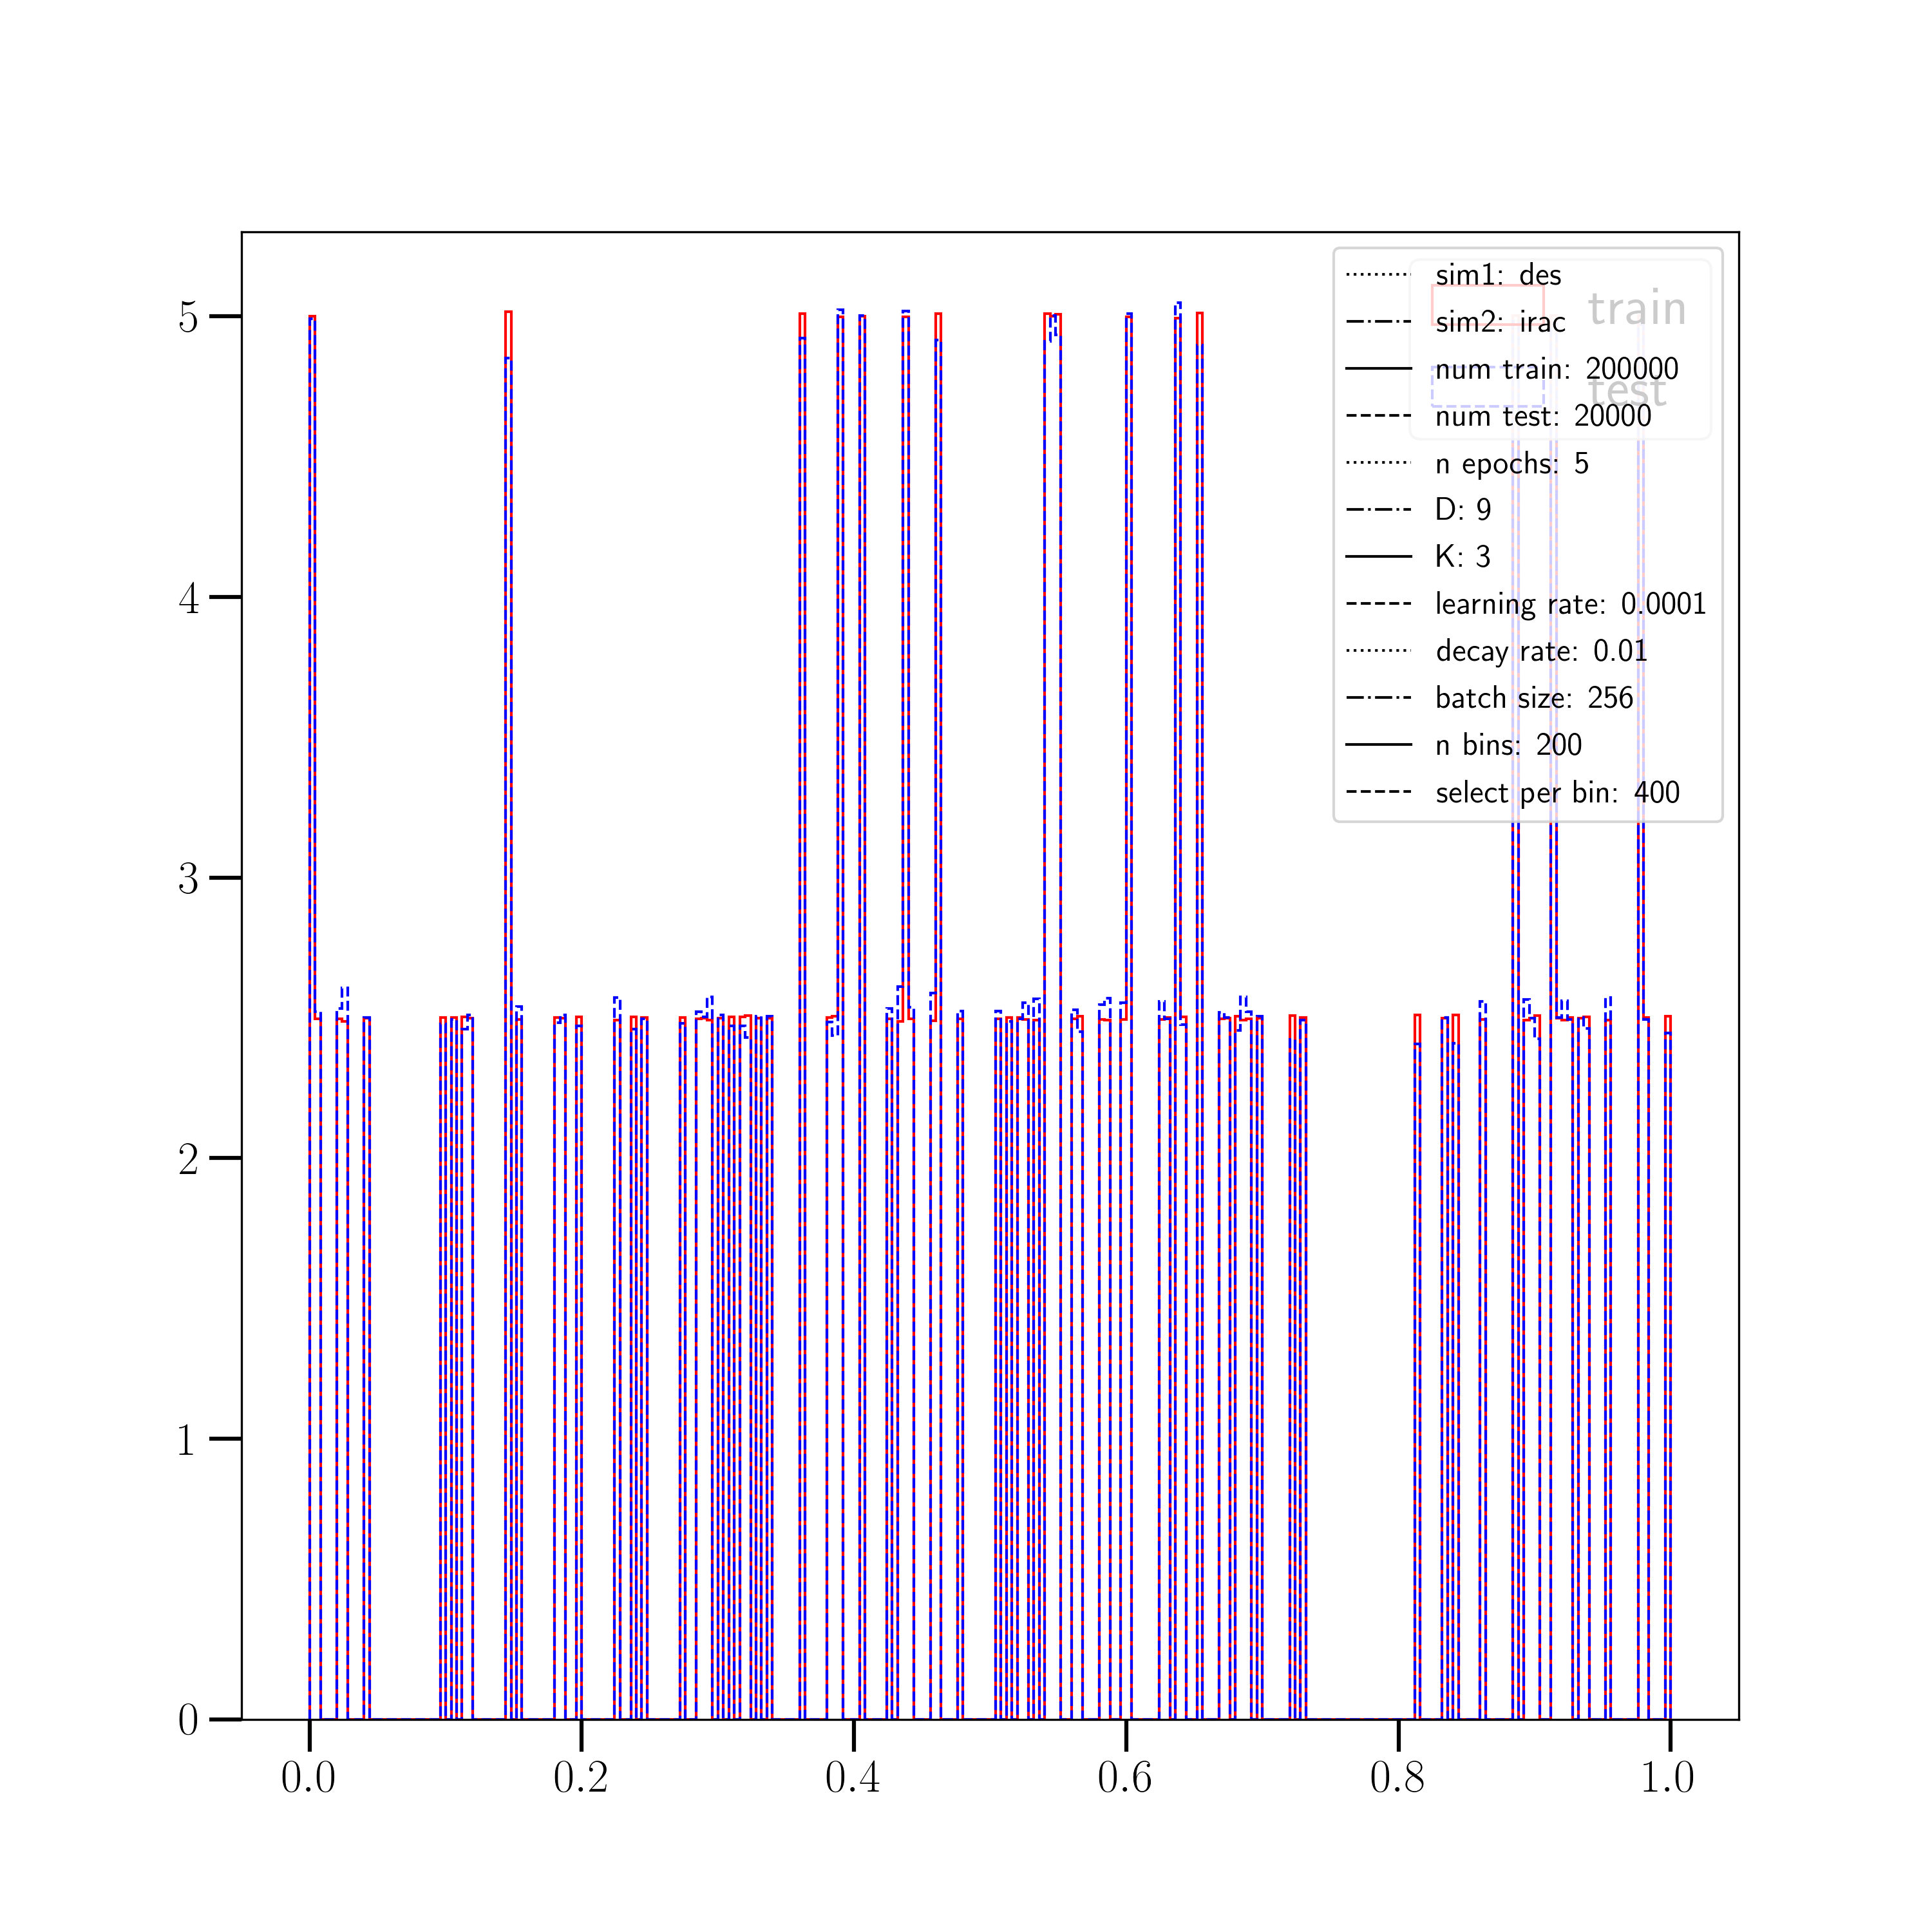 sim1: des
sim2: irac
num train: 200000
num test: 20000
n epochs: 5
D: 9
K: 3
learning rate: 0.0001
decay rate: 0.01
batch size: 256
n bins: 200
select per bin: 400
train
test
5
4
3
2
1
0
0.0 0.2 0.4 0.6 0.8 1.0